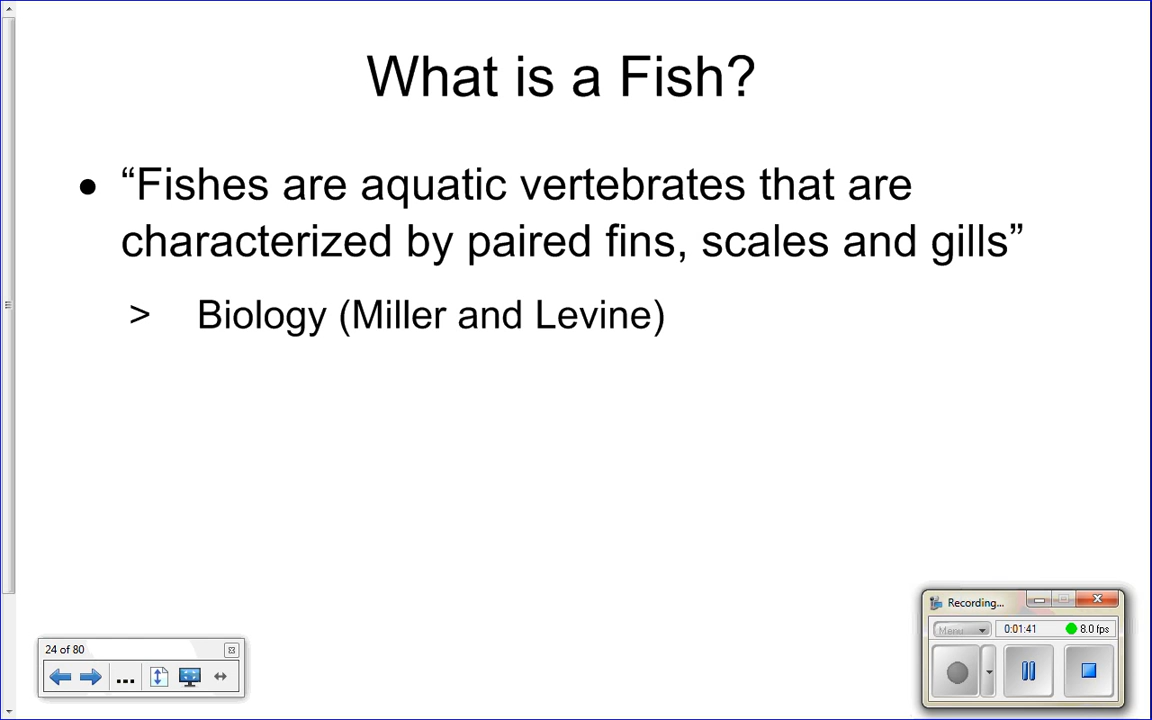 What is a Fish?
● “Fishes are aquatic vertebrates that are
characterized by paired fins, scales and gills”
> Biology (Miller and Levine)
Recording...
Menu
0:01:41
8.0 fps
24 of 80
...